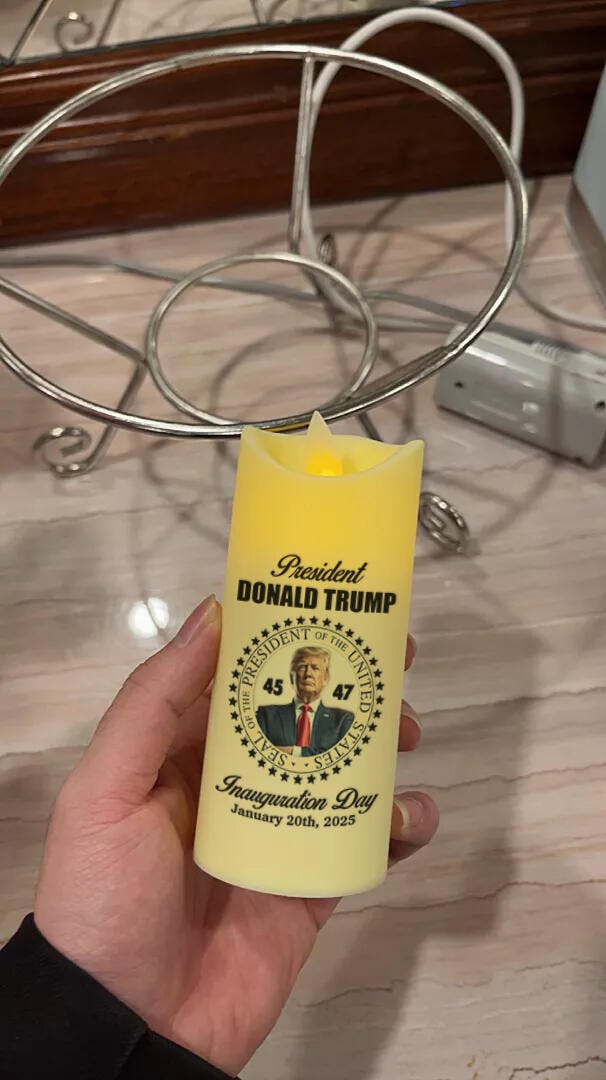 President
DONALD TRUMP
SEAL OF THE PRESIDENT OF THE UNITED STATES
45 47
Inauguration Day
January 20th, 2025